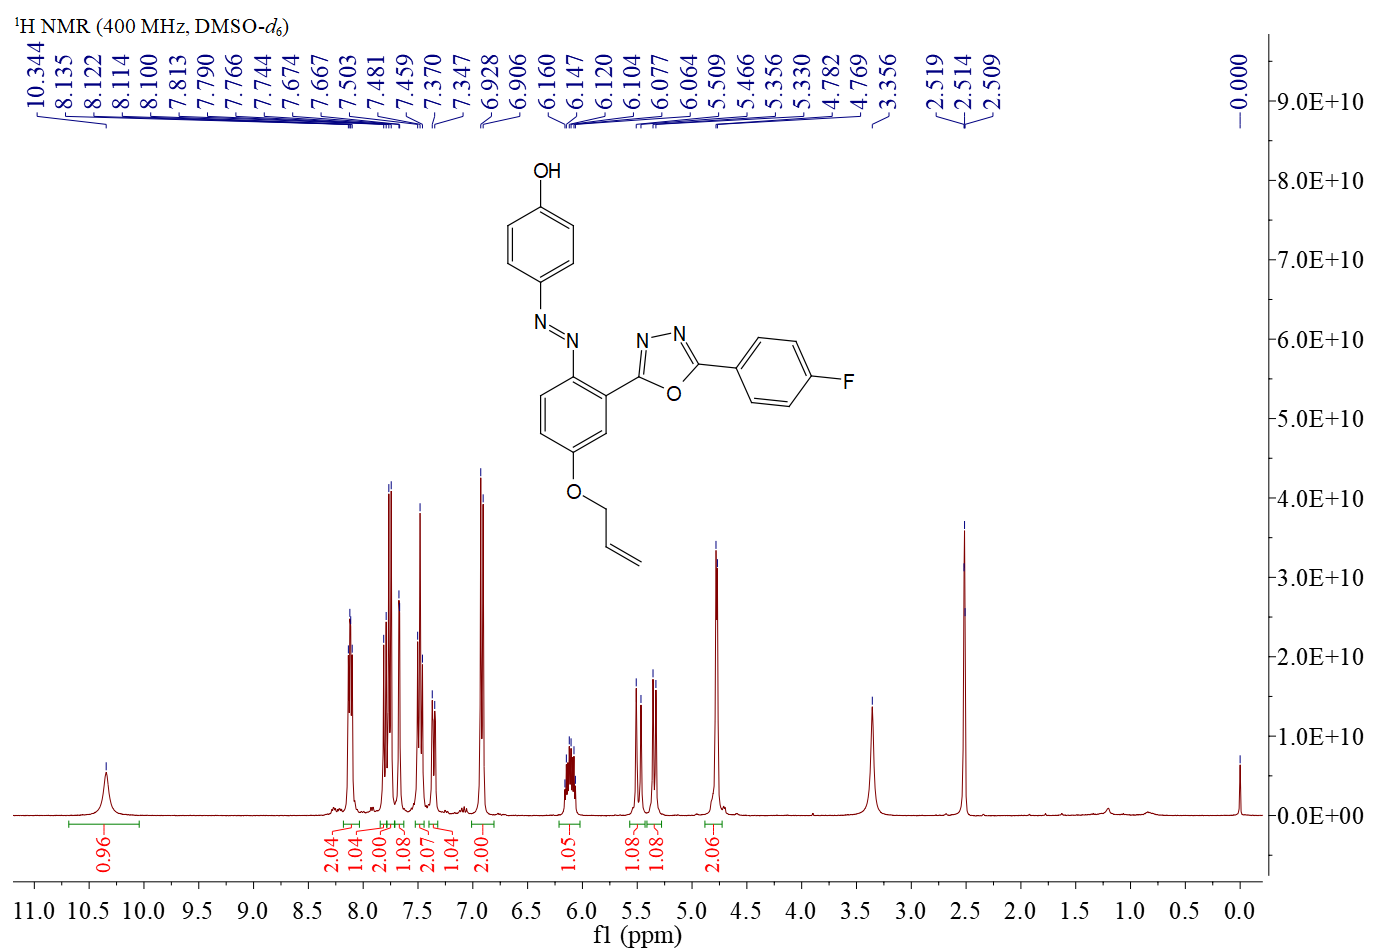 ¹H NMR (400 MHz, DMSO-d₆)
10.344
8.135
8.122
8.114
8.100
7.813
7.790
7.766
7.744
7.674
7.667
7.503
7.481
7.459
7.370
7.347
6.928
6.906
6.160
6.147
6.120
6.104
6.077
6.064
5.509
5.466
5.356
5.330
4.782
4.769
3.356
2.519
2.514
2.509
0.000
9.0E+10
8.0E+10
7.0E+10
6.0E+10
5.0E+10
4.0E+10
3.0E+10
2.0E+10
1.0E+10
0.0E+00
OH
N
N
N
N
O
F
O
0.96
2.04
1.04
2.00
1.08
2.07
1.04
2.00
1.05
1.08
1.08
2.06
11.0 10.5 10.0 9.5 9.0 8.5 8.0 7.5 7.0 6.5 6.0 5.5 5.0 4.5 4.0 3.5 3.0 2.5 2.0 1.5 1.0 0.5 0.0
f1 (ppm)